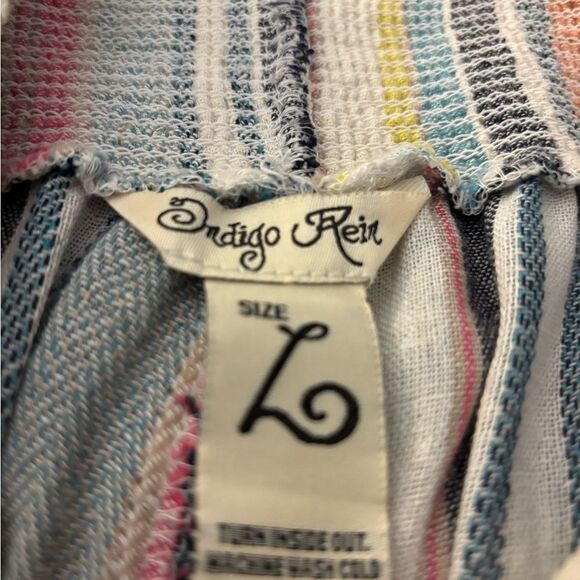 Indigo Rein
SIZE
L
TURN INSIDE OUT.
MACHINE WASH COLD